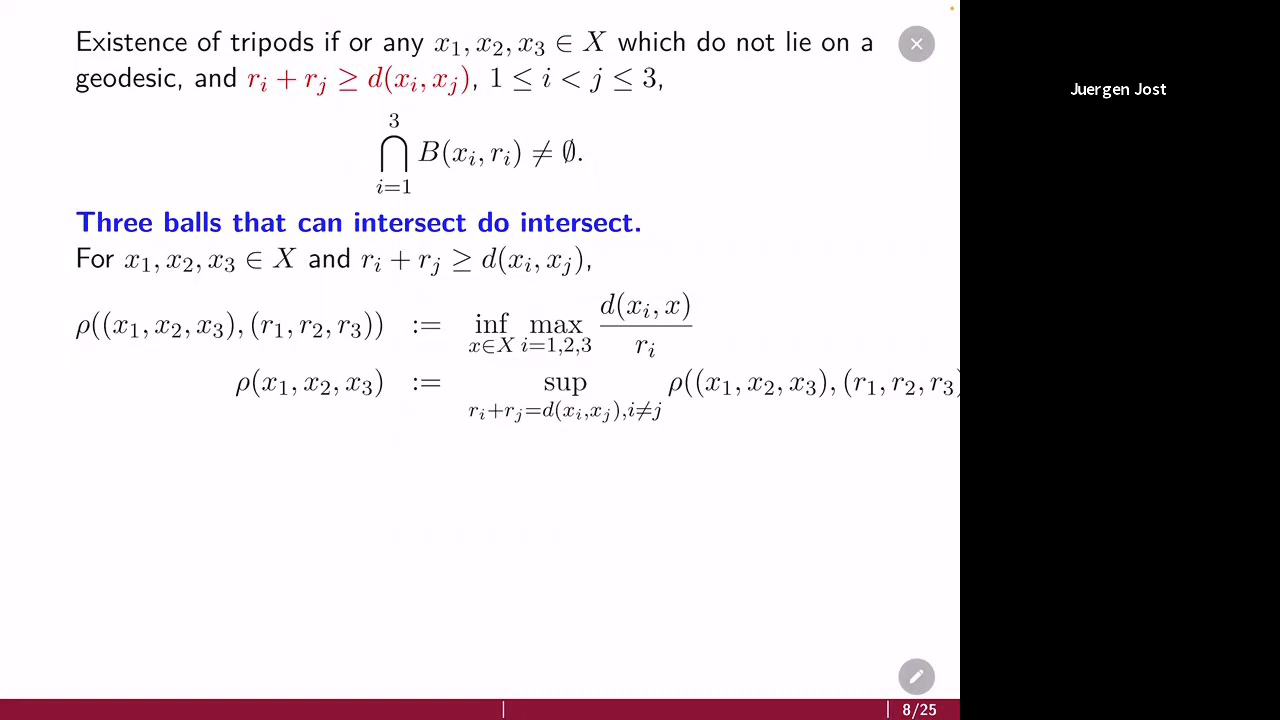 Existence of tripods if or any x₁, x₂, x₃ ∈ X which do not lie on a
geodesic, and rᵢ + rⱼ ≥ d(xᵢ, xⱼ), 1 ≤ i < j ≤ 3,
⋂_{i=1}^{3} B(xᵢ, rᵢ) ≠ ∅.
Three balls that can intersect do intersect.
For x₁, x₂, x₃ ∈ X and rᵢ + rⱼ ≥ d(xᵢ, xⱼ),
ρ((x₁, x₂, x₃), (r₁, r₂, r₃)) := inf_{x∈X} max_{i=1,2,3} d(xᵢ, x)/rᵢ
ρ(x₁, x₂, x₃) := sup_{rᵢ+rⱼ=d(xᵢ,xⱼ),i≠j} ρ((x₁, x₂, x₃), (r₁, r₂, r₃)
8/25
Juergen Jost